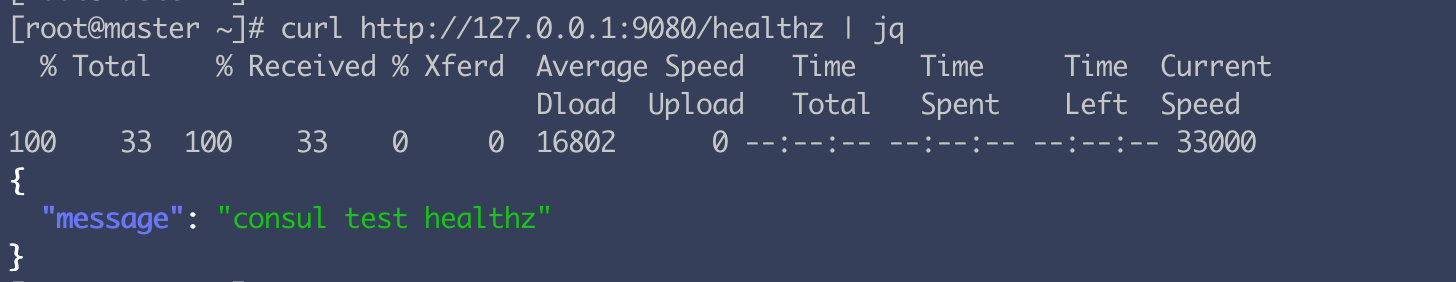 [root@master ~]# curl http://127.0.0.1:9080/healthz | jq
  % Total    % Received % Xferd  Average Speed   Time    Time     Time  Current
                                 Dload  Upload   Total   Spent    Left  Speed
100    33  100    33    0     0  16802      0 --:--:-- --:--:-- --:--:-- 33000
{
  "message": "consul test healthz"
}